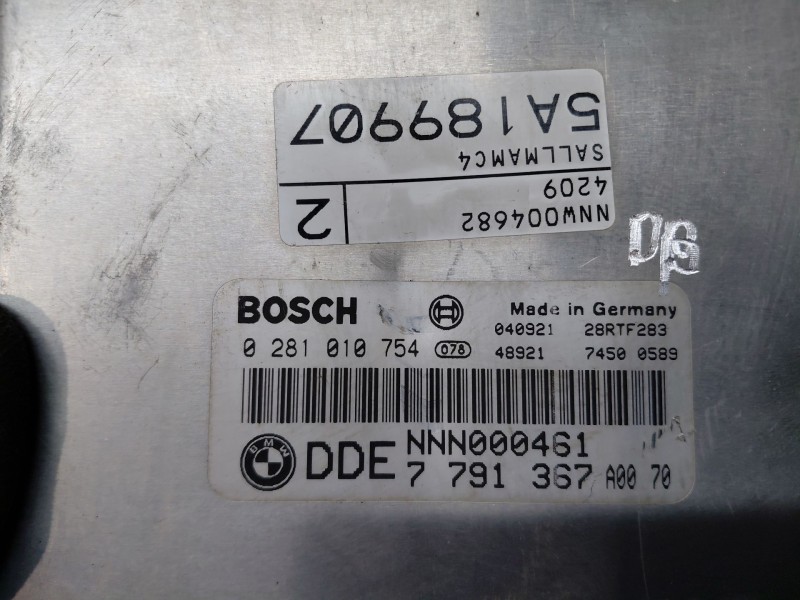 5A189907
SALLMAMC4
4209
NNW004682
2
BOSCH
Made in Germany
040921 28RTF283
0 281 010 754 078 48921 7450 0589
BMW
DDE NNN000461
7 791 367 A00 70